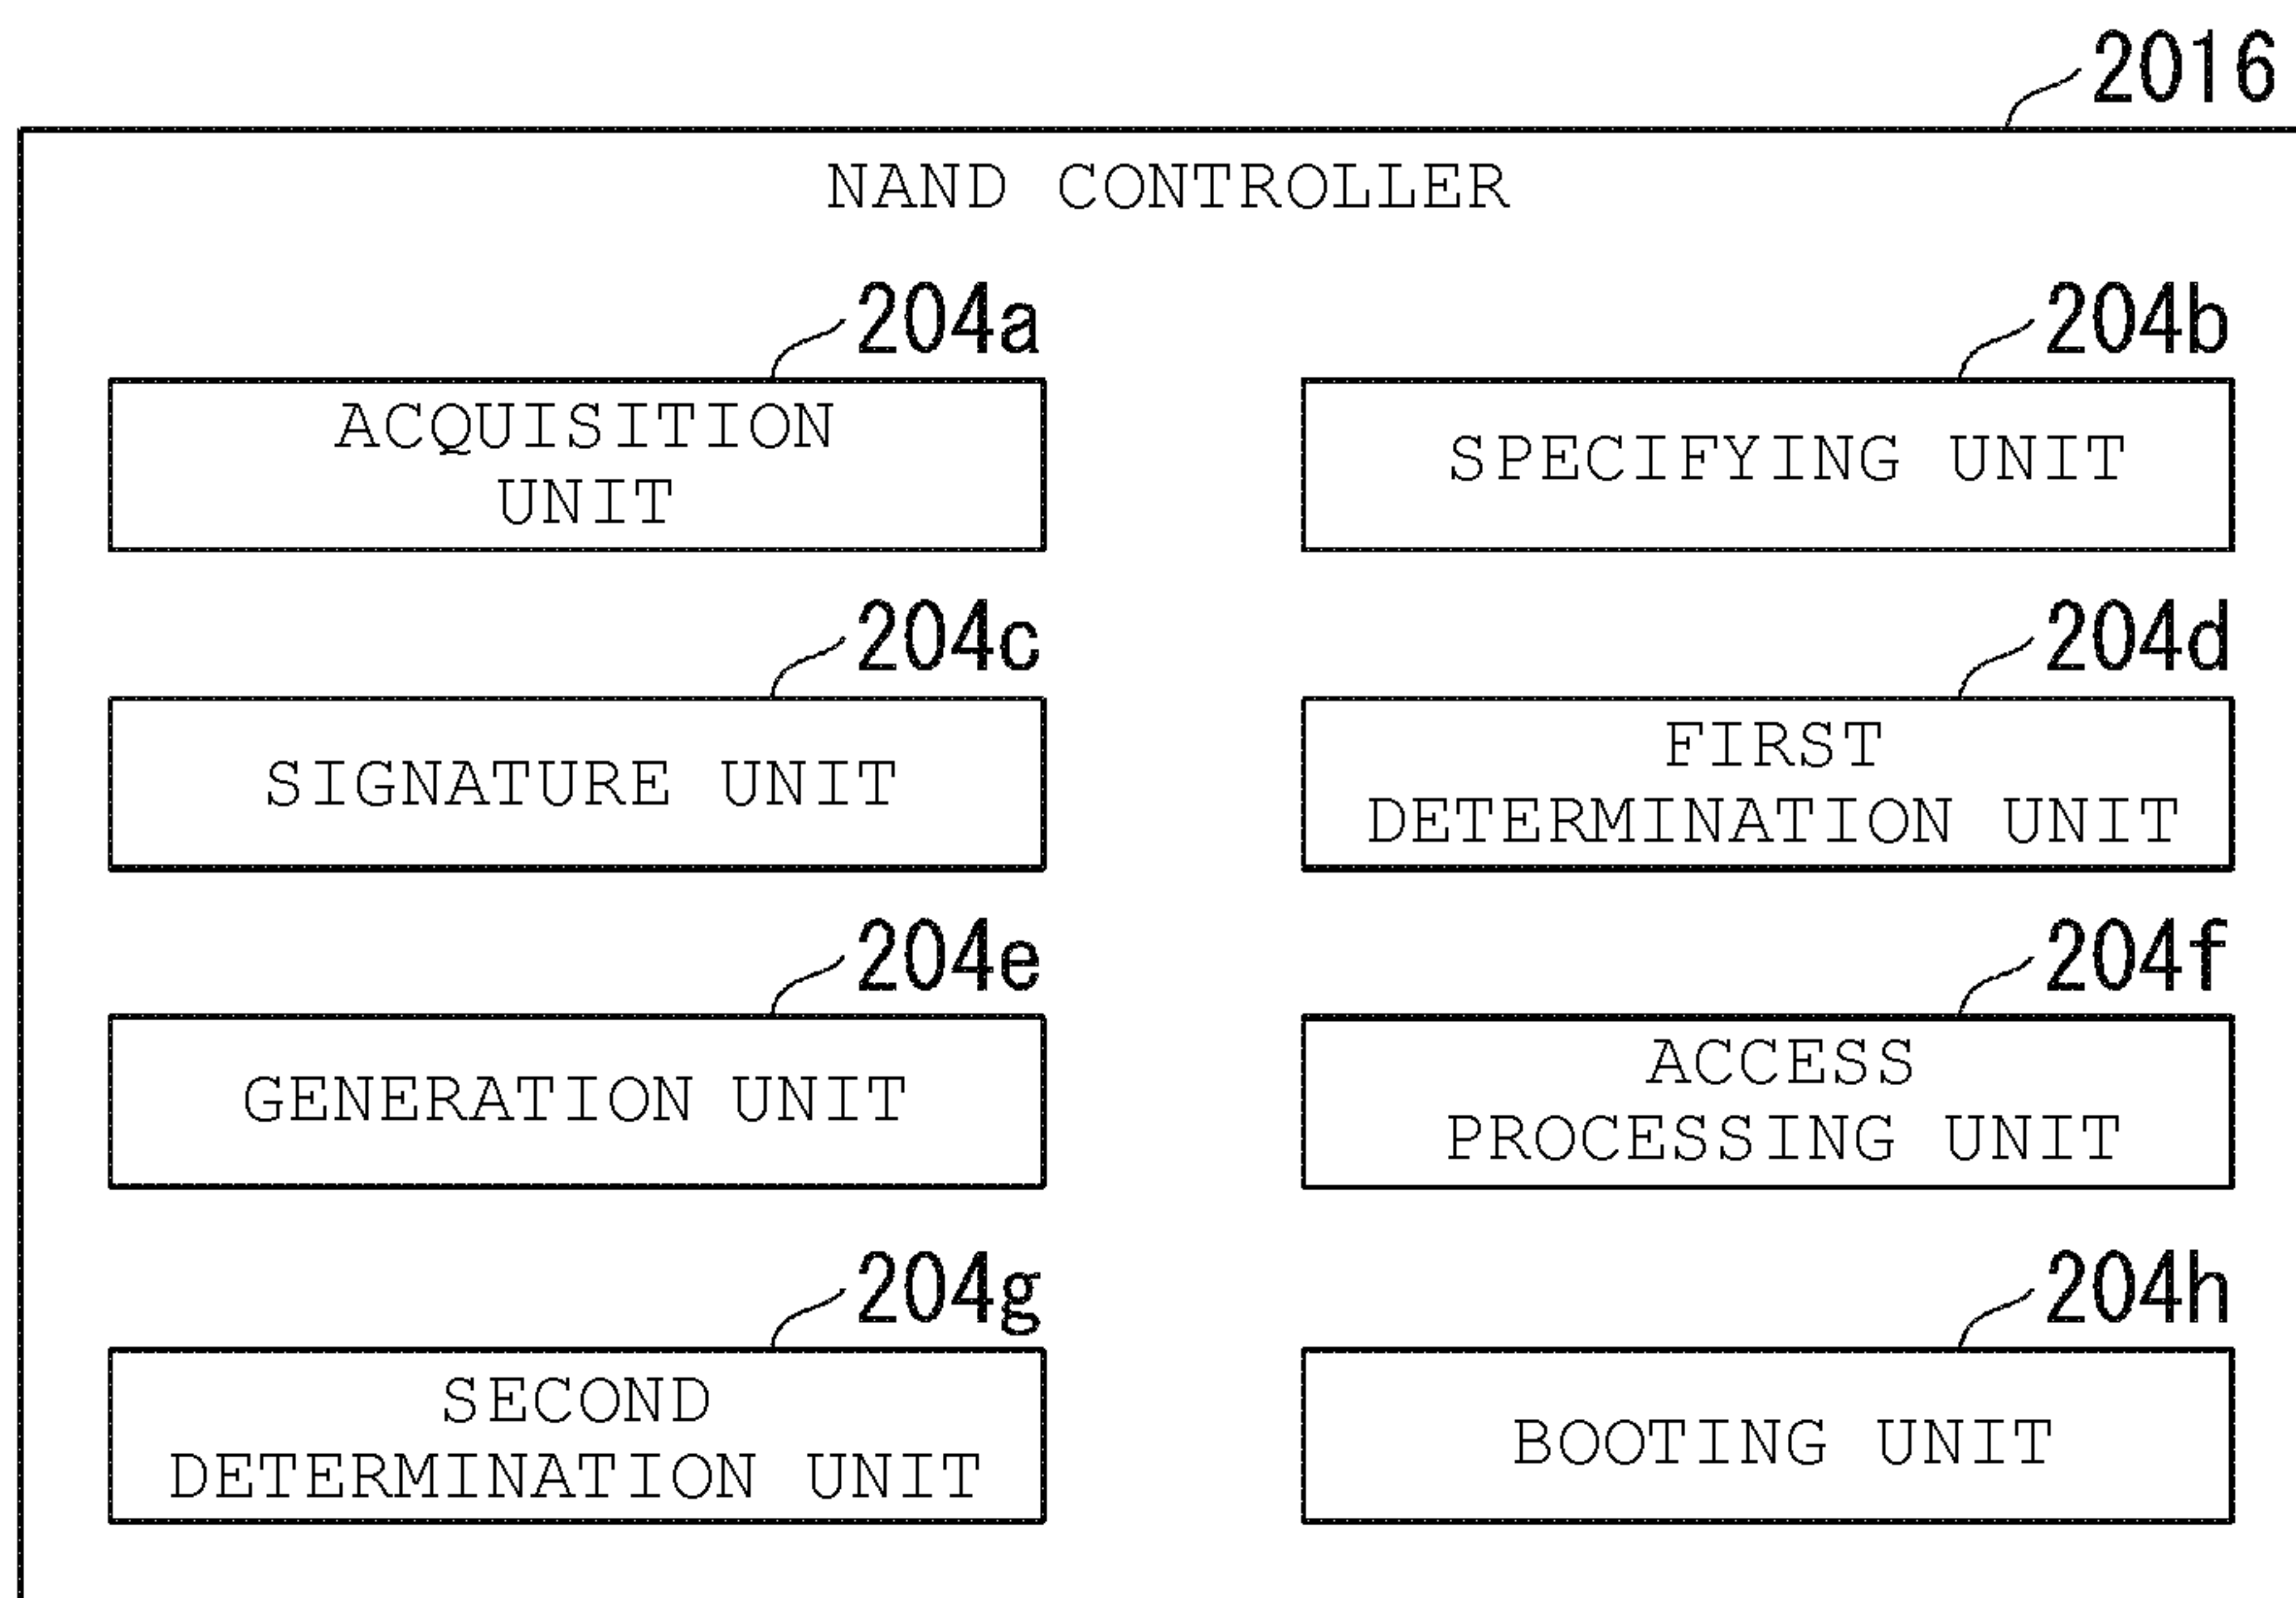 2016
NAND CONTROLLER
204a
204b
ACQUISITION
UNIT
SPECIFYING UNIT
204c
204d
SIGNATURE UNIT
FIRST
DETERMINATION UNIT
204e
204f
GENERATION UNIT
ACCESS
PROCESSING UNIT
204g
204h
SECOND
DETERMINATION UNIT
BOOTING UNIT